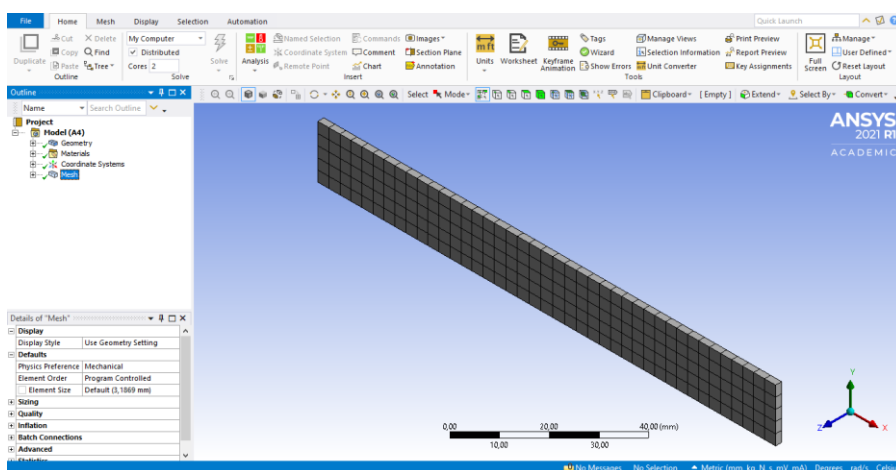 File Home Mesh Display Selection Automation Quick Launch
Cut Delete My Computer Named Selection Commands Images Tags Manage Views Print Preview Manage
Copy Find Distributed Coordinate System Comment Section Plane Wizard Selection Information Report Preview User Defined
Duplicate Paste Tree Cores 2 Solve Analysis Remote Point Chart Annotation Units Worksheet Keyframe Animation Show Errors Unit Converter Key Assignments Full Screen Reset Layout
Outline Solve Insert Tools Layout
Outline Select Mode Clipboard [ Empty ] Extend Select By Convert
Name Search Outline
Project
Model (A4)
Geometry
Materials
Coordinate Systems
Mesh
ANSYS
2021 R1
ACADEMIC
Details of "Mesh"
Display
Display Style Use Geometry Setting
Defaults
Physics Preference Mechanical
Element Order Program Controlled
Element Size Default (3,1869 mm)
Sizing
Quality
Inflation
Batch Connections
Advanced
Statistics
0,00 20,00 40,00 (mm)
10,00 30,00
Y
Z X
No Messages No Selection Metric (mm, kg, N, s, mV, mA) Degrees rad/s